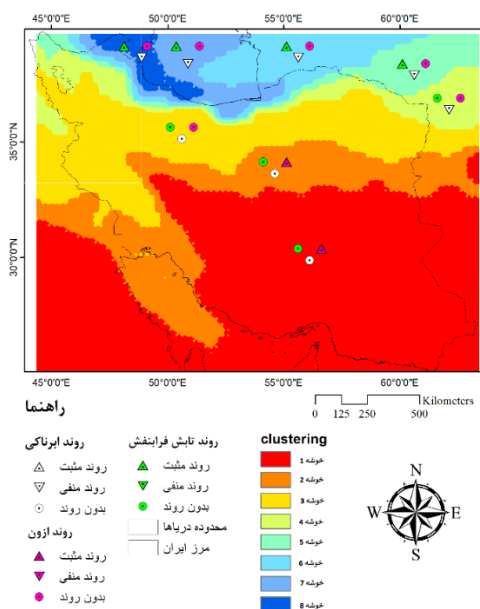 45°0'0"E 50°0'0"E 55°0'0"E 60°0'0"E
35°0'0"N
30°0'0"N
45°0'0"E 50°0'0"E 55°0'0"E 60°0'0"E
راهنما
Kilometers
0 125 250 500
روند ابرناکی
روند مثبت
روند منفی
بدون روند
روند ازون
روند مثبت
روند منفی
بدون روند
روند تابش فرابنفش
روند مثبت
روند منفی
بدون روند
محدوده دریاها
مرز ایران
clustering
خوشه 1
خوشه 2
خوشه 3
خوشه 4
خوشه 5
خوشه 6
خوشه 7
خوشه 8
N
W E
S